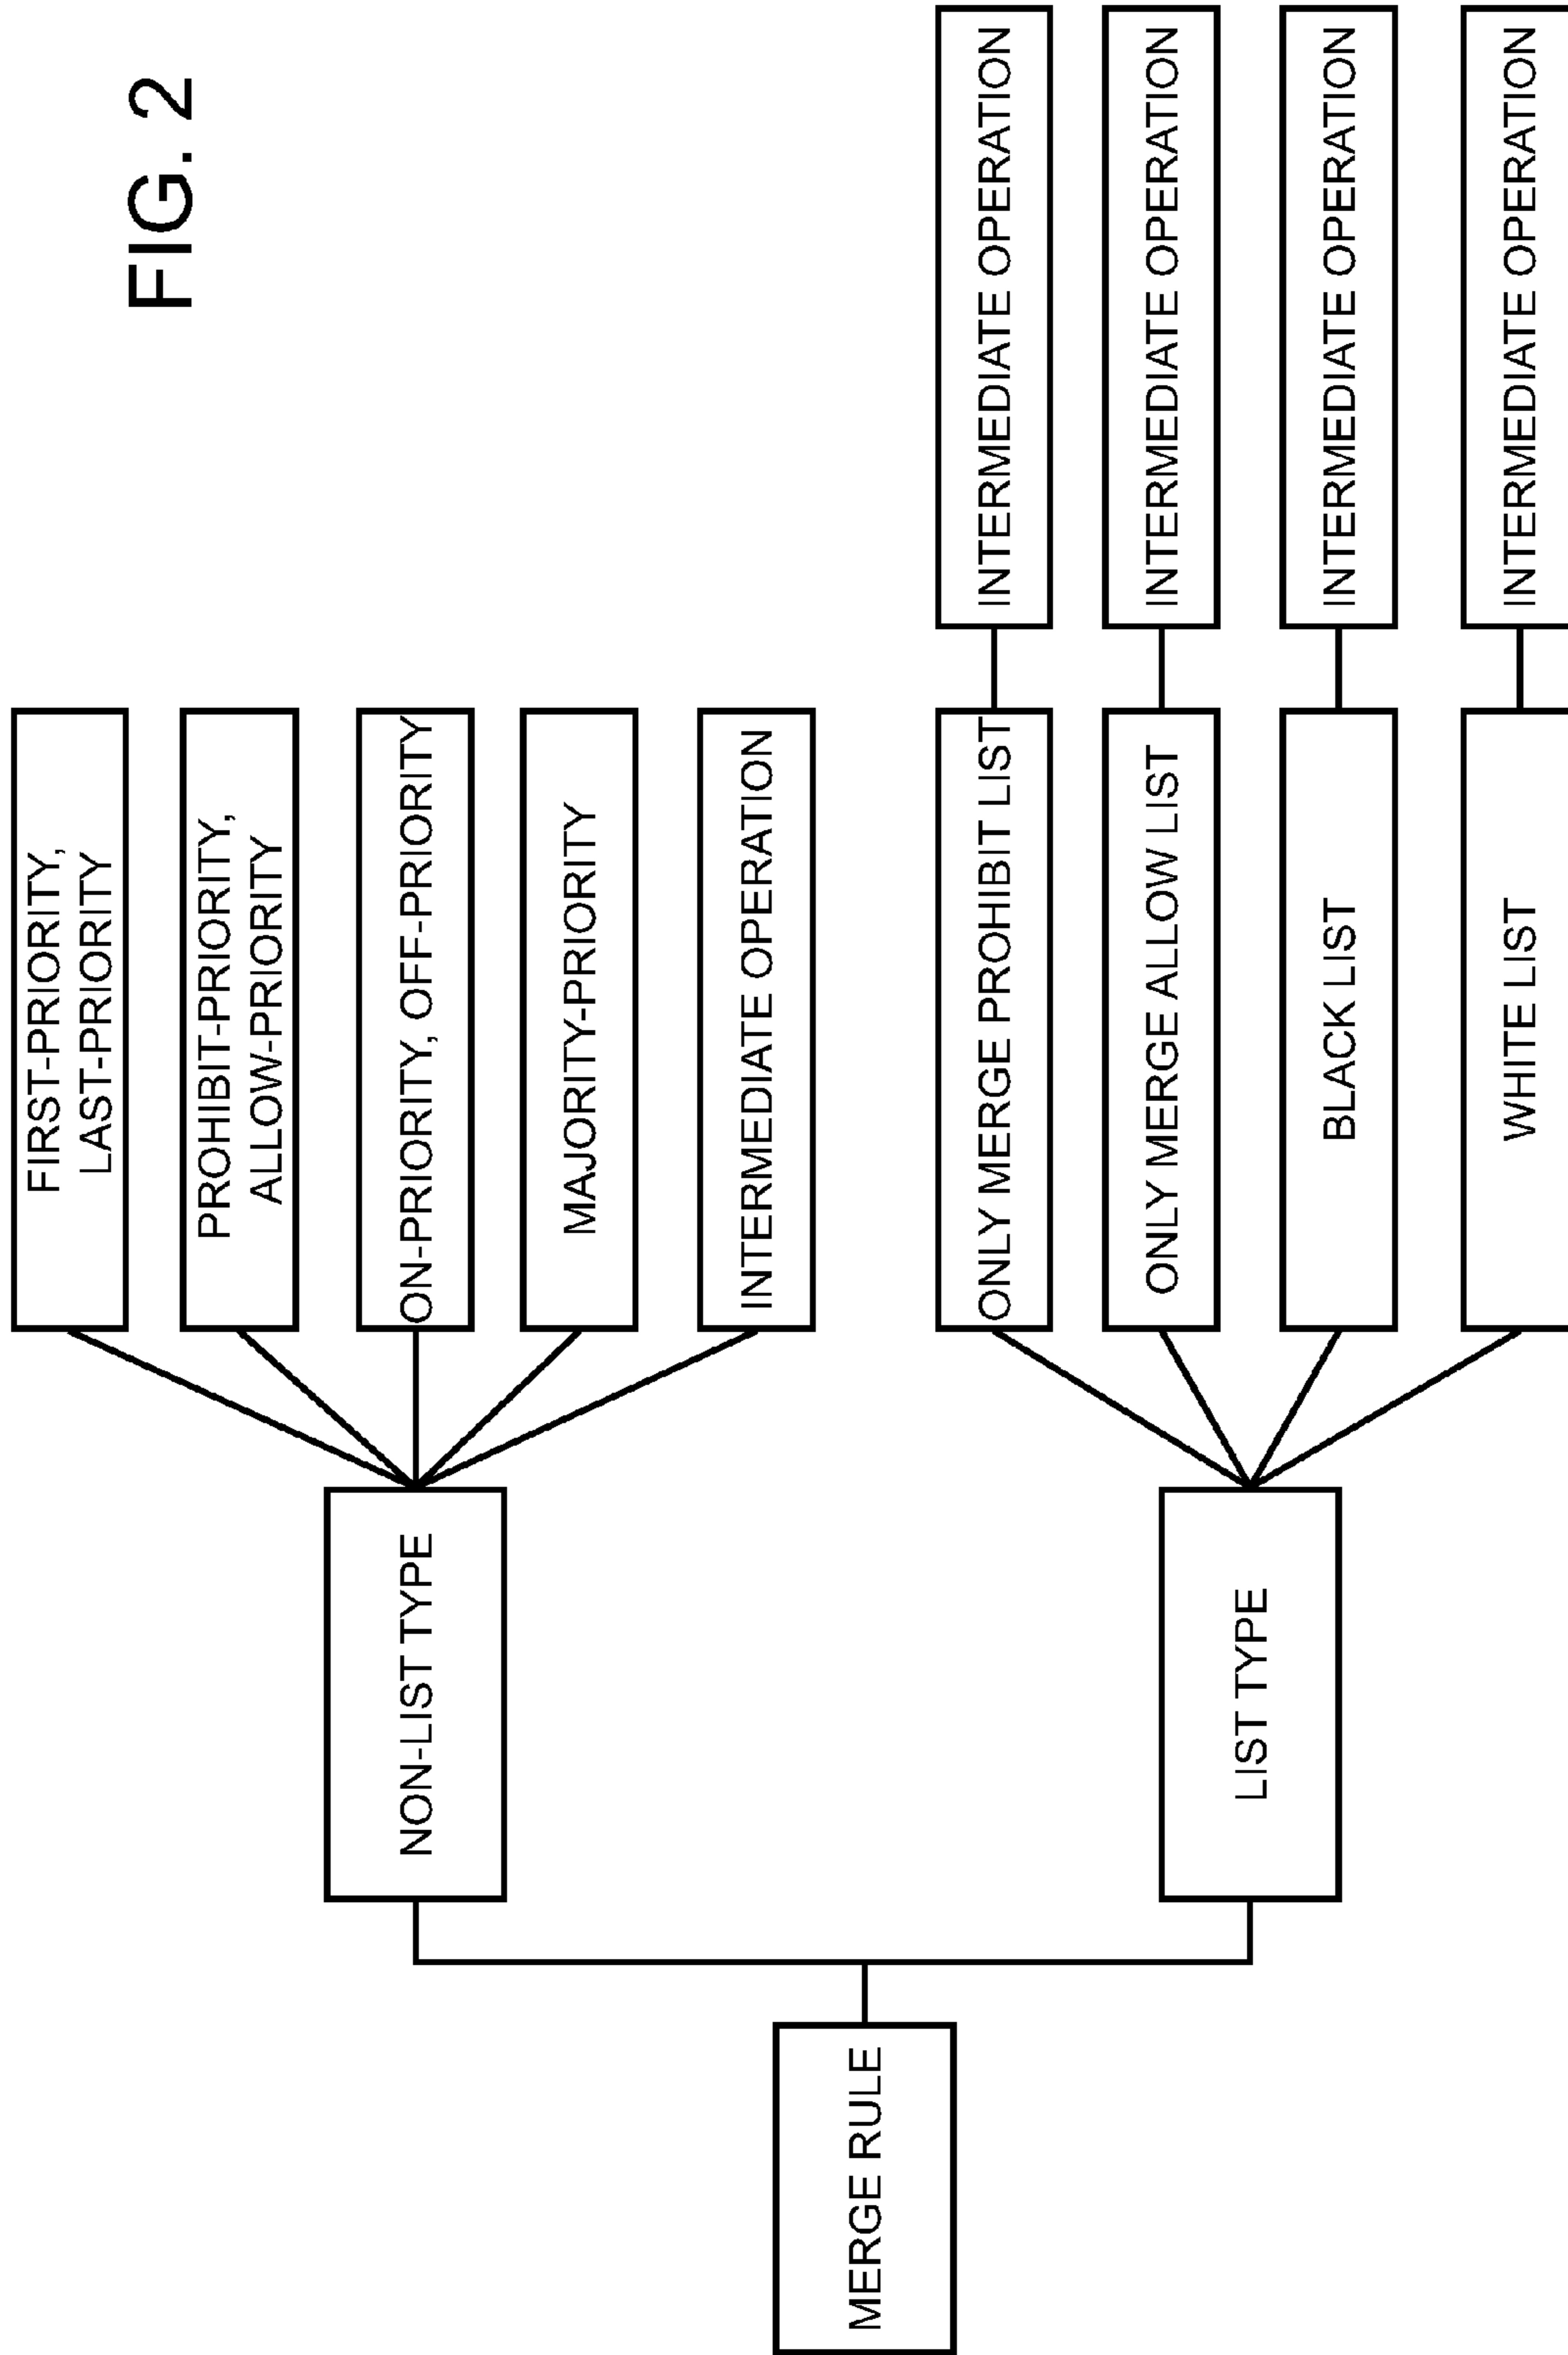 FIG. 2
MERGE RULE
NON-LIST TYPE
FIRST-PRIORITY,
LAST-PRIORITY
PROHIBIT-PRIORITY,
ALLOW-PRIORITY
ON-PRIORITY, OFF-PRIORITY
MAJORITY-PRIORITY
INTERMEDIATE OPERATION
LIST TYPE
ONLY MERGE PROHIBIT LIST
INTERMEDIATE OPERATION
ONLY MERGE ALLOW LIST
INTERMEDIATE OPERATION
BLACK LIST
INTERMEDIATE OPERATION
WHITE LIST
INTERMEDIATE OPERATION